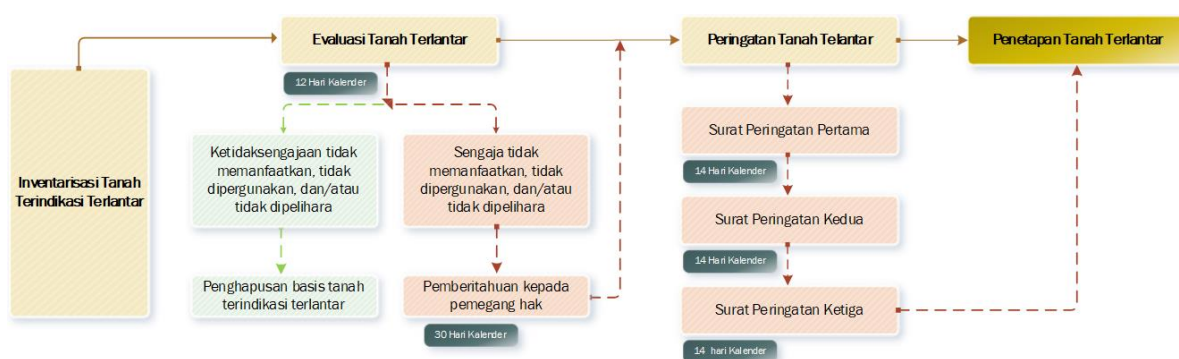 Inventarisasi Tanah
Terindikasi Terlantar
Evaluasi Tanah Terlantar
12 Hari Kalender
Ketidaksengajaan tidak
memanfaatkan, tidak
dipergunakan, dan/atau
tidak dipelihara
Penghapusan basis tanah
terindikasi terlantar
Sengaja tidak
memanfaatkan, tidak
dipergunakan, dan/atau
tidak dipelihara
Pemberitahuan kepada
pemegang hak
30 Hari Kalender
Peringatan Tanah Telantar
Surat Peringatan Pertama
14 Hari Kalender
Surat Peringatan Kedua
14 Hari Kalender
Surat Peringatan Ketiga
14 hari Kalender
Penetapan Tanah Terlantar